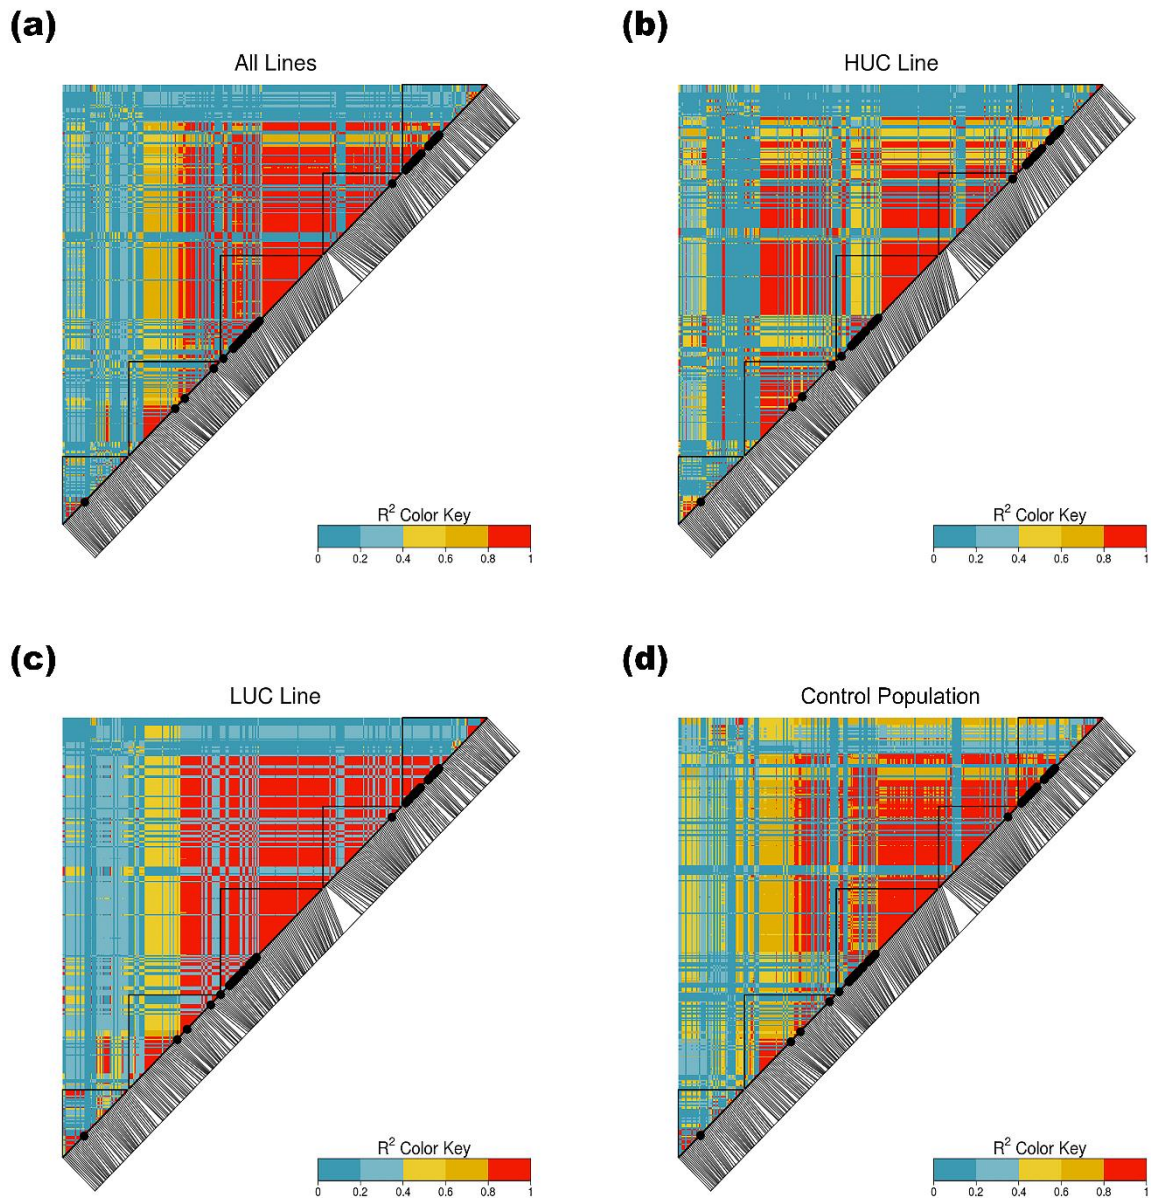 (a)
All Lines
R² Color Key
0 0.2 0.4 0.6 0.8 1
(b)
HUC Line
R² Color Key
0 0.2 0.4 0.6 0.8 1
(c)
LUC Line
R² Color Key
0 0.2 0.4 0.6 0.8 1
(d)
Control Population
R² Color Key
0 0.2 0.4 0.6 0.8 1